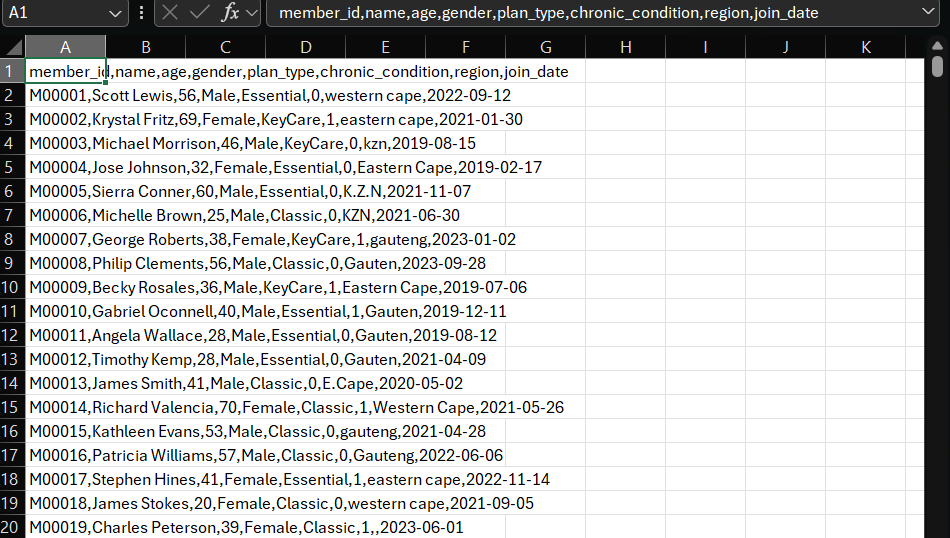 A1 fx member_id,name,age,gender,plan_type,chronic_condition,region,join_date
A B C D E F G H I J K
1 member_id,name,age,gender,plan_type,chronic_condition,region,join_date
2 M00001,Scott Lewis,56,Male,Essential,0,western cape,2022-09-12
3 M00002,Krystal Fritz,69,Female,KeyCare,1,eastern cape,2021-01-30
4 M00003,Michael Morrison,46,Male,KeyCare,0,kzn,2019-08-15
5 M00004,Jose Johnson,32,Female,Essential,0,Eastern Cape,2019-02-17
6 M00005,Sierra Conner,60,Male,Essential,0,K.Z.N,2021-11-07
7 M00006,Michelle Brown,25,Male,Classic,0,KZN,2021-06-30
8 M00007,George Roberts,38,Female,KeyCare,1,gauteng,2023-01-02
9 M00008,Philip Clements,56,Male,Classic,0,Gauten,2023-09-28
10 M00009,Becky Rosales,36,Male,KeyCare,1,Eastern Cape,2019-07-06
11 M00010,Gabriel Oconnell,40,Male,Essential,1,Gauten,2019-12-11
12 M00011,Angela Wallace,28,Male,Essential,0,Gauten,2019-08-12
13 M00012,Timothy Kemp,28,Male,Essential,0,Gauten,2021-04-09
14 M00013,James Smith,41,Male,Classic,0,E.Cape,2020-05-02
15 M00014,Richard Valencia,70,Female,Classic,1,Western Cape,2021-05-26
16 M00015,Kathleen Evans,53,Male,Classic,0,gauteng,2021-04-28
17 M00016,Patricia Williams,57,Male,Classic,0,Gauteng,2022-06-06
18 M00017,Stephen Hines,41,Female,Essential,1,eastern cape,2022-11-14
19 M00018,James Stokes,20,Female,Classic,0,western cape,2021-09-05
20 M00019,Charles Peterson,39,Female,Classic,1,,2023-06-01